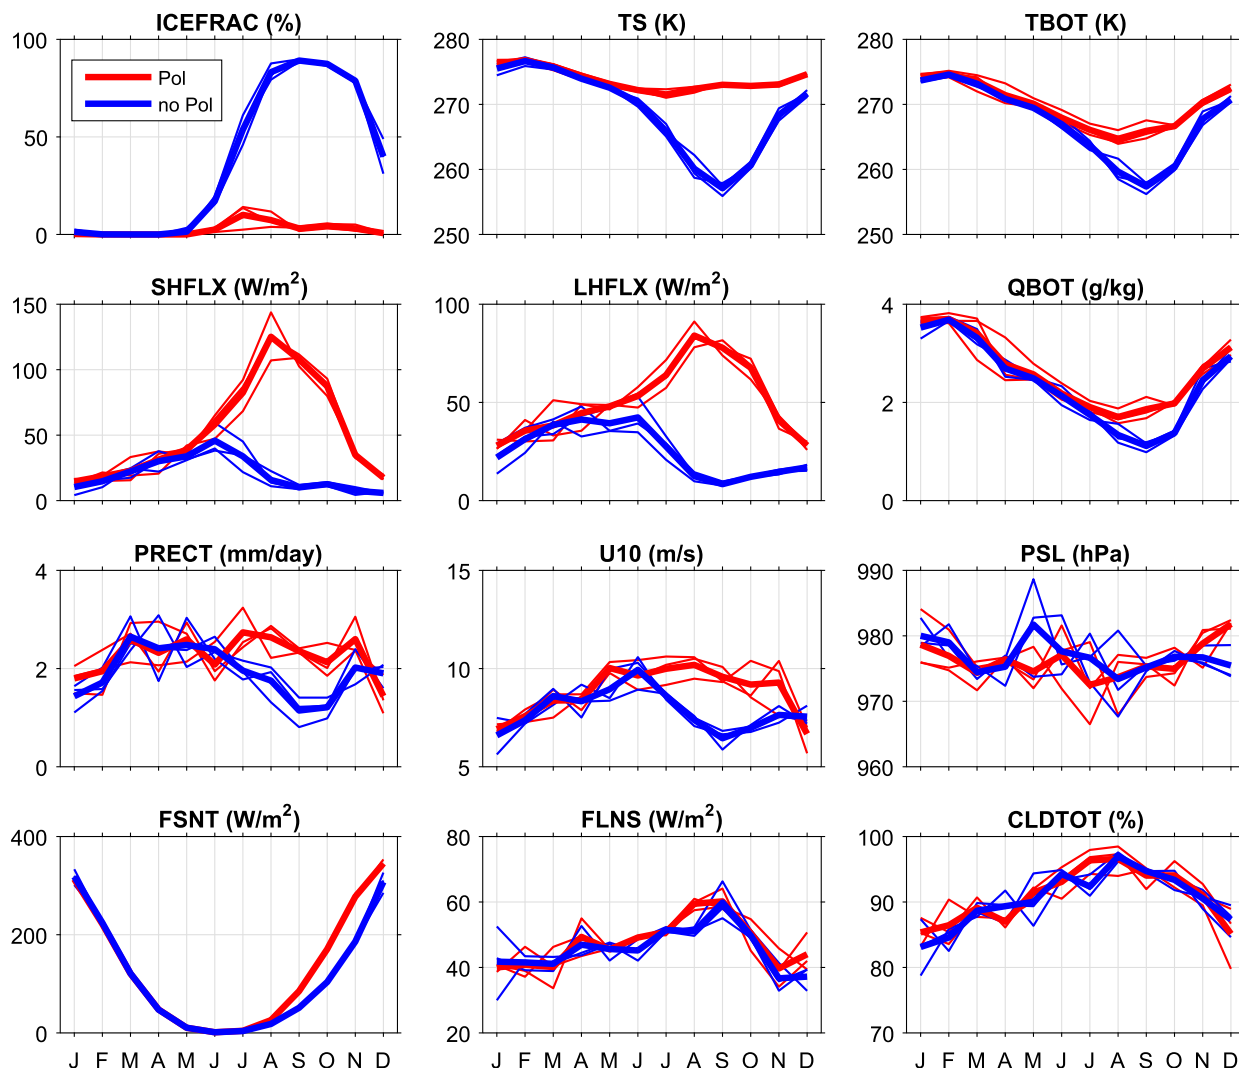 ICEFRAC (%)
100
50
0
Pol
no Pol
TS (K)
280
270
260
250
TBOT (K)
280
270
260
250
SHFLX (W/m²)
150
100
50
0
LHFLX (W/m²)
100
50
0
QBOT (g/kg)
4
2
0
PRECT (mm/day)
4
2
0
U10 (m/s)
15
10
5
PSL (hPa)
990
980
970
960
FSNT (W/m²)
400
200
0
J F M A M J J A S O N D
FLNS (W/m²)
80
60
40
20
J F M A M J J A S O N D
CLDTOT (%)
100
90
80
70
J F M A M J J A S O N D